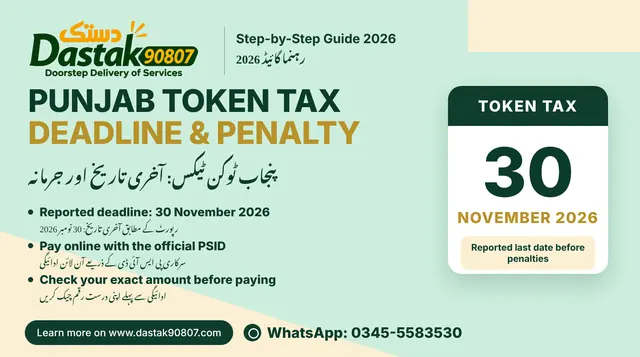 دستک
Dastak 90807
Doorstep Delivery of Services
Step-by-Step Guide 2026
رہنما گائیڈ 2026
PUNJAB TOKEN TAX
DEADLINE & PENALTY
پنجاب ٹوکن ٹیکس: آخری تاریخ اور جرمانہ
• Reported deadline: 30 November 2026
رپورٹ کے مطابق آخری تاریخ: 30 نومبر 2026
• Pay online with the official PSID
سرکاری پی ایس آئی ڈی کے ذریعے آن لائن ادائیگی
• Check your exact amount before paying
ادائیگی سے پہلے اپنی درست رقم چیک کریں
TOKEN TAX
30
NOVEMBER 2026
Reported last date before
penalties
Learn more on www.dastak90807.com
WhatsApp: 0345-5583530